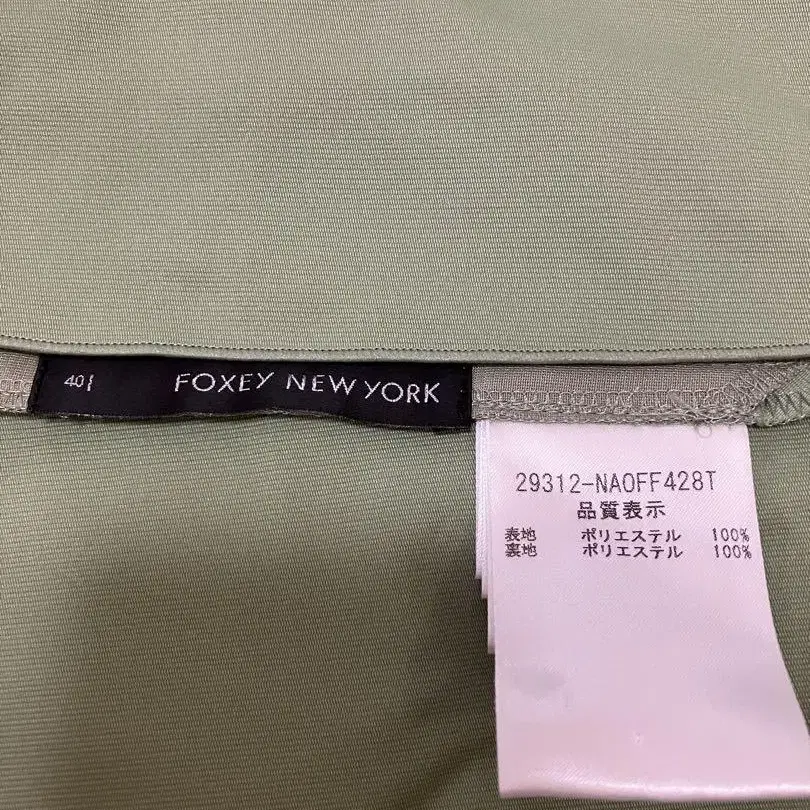 40
FOXEY NEW YORK
29312-NAOFF428T
品質表示
表地 ポリエステル 100%
裏地 ポリエステル 100%